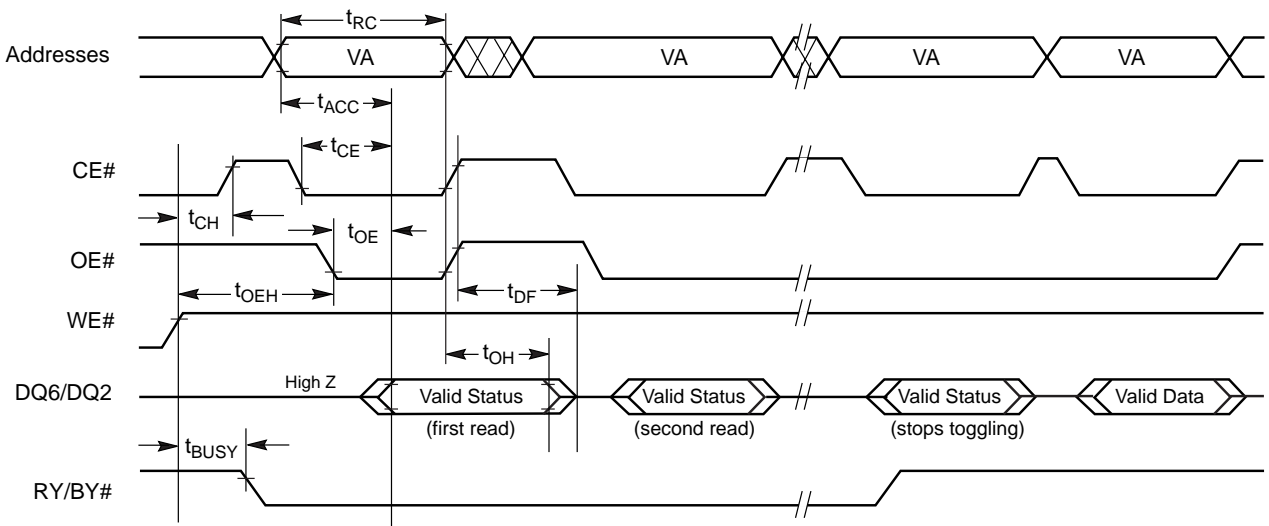 tRC
Addresses VA VA VA VA
tACC
tCE
CE#
tCH tOE
OE#
tOEH tDF
WE#
tOH
High Z
DQ6/DQ2 Valid Status Valid Status Valid Status Valid Data
(first read) (second read) (stops toggling)
tBUSY
RY/BY#